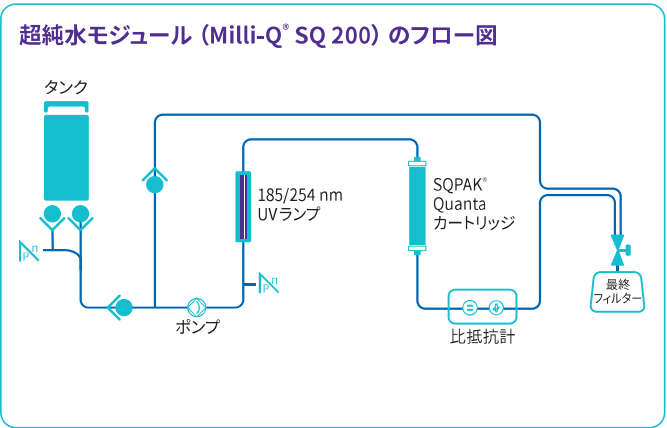 超純水モジュール（Milli-Q® SQ 200）のフロー図
タンク
185/254 nm
UVランプ
SQPAK®
Quanta
カートリッジ
最終
フィルター
ポンプ
比抵抗計